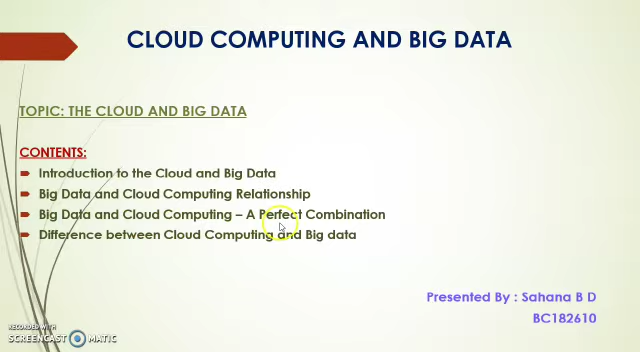 CLOUD COMPUTING AND BIG DATA
TOPIC: THE CLOUD AND BIG DATA
CONTENTS:
Introduction to the Cloud and Big Data
Big Data and Cloud Computing Relationship
Big Data and Cloud Computing – A Perfect Combination
Difference between Cloud Computing and Big data
Presented By : Sahana B D
BC182610
RECORDED WITH
SCREENCAST MATIC